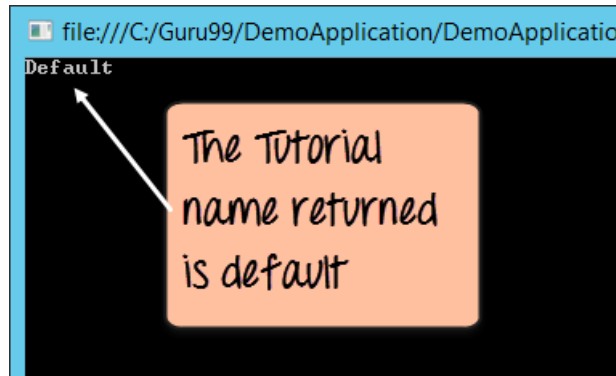 file:///C:/Guru99/DemoApplication/DemoApplicatio
Default
The Tutorial
name returned
is default